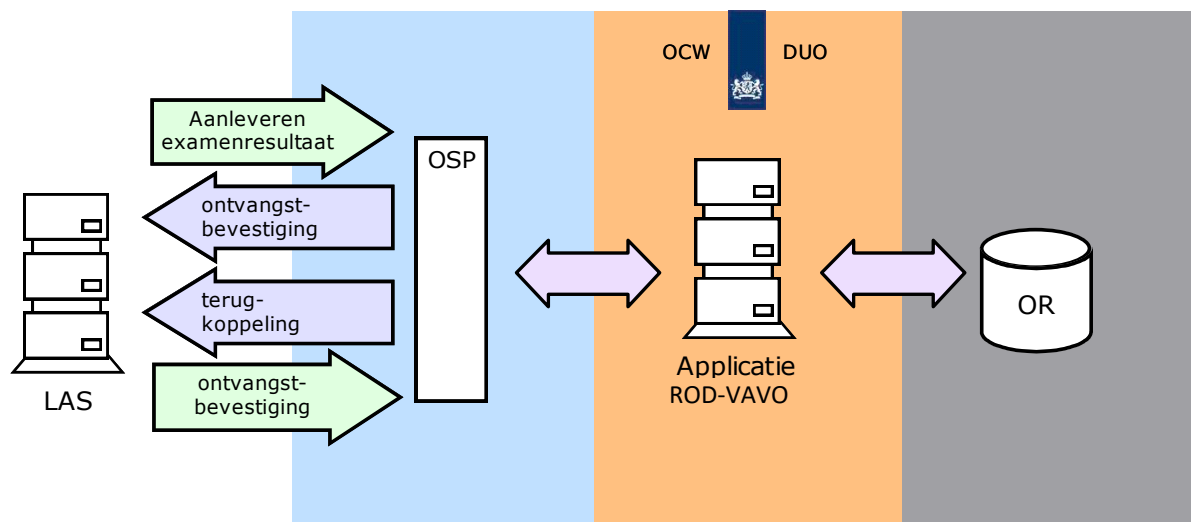 OCW DUO
Aanleveren
examenresultaat
OSP
ontvangst-
bevestiging
terug-
koppeling
OR
ontvangst-
bevestiging
LAS
Applicatie
ROD-VAVO